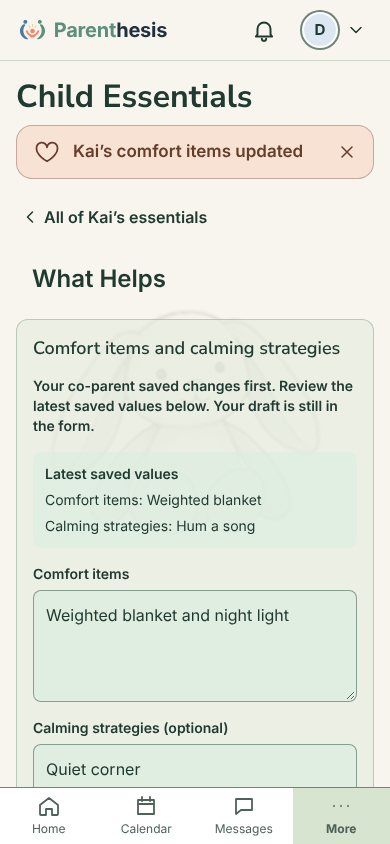 Parenthesis
D
Child Essentials
Kai’s comfort items updated
All of Kai’s essentials
What Helps
Comfort items and calming strategies
Your co-parent saved changes first. Review the
latest saved values below. Your draft is still in
the form.
Latest saved values
Comfort items: Weighted blanket
Calming strategies: Hum a song
Comfort items
Weighted blanket and night light
Calming strategies (optional)
Quiet corner
Home
Calendar
Messages
More